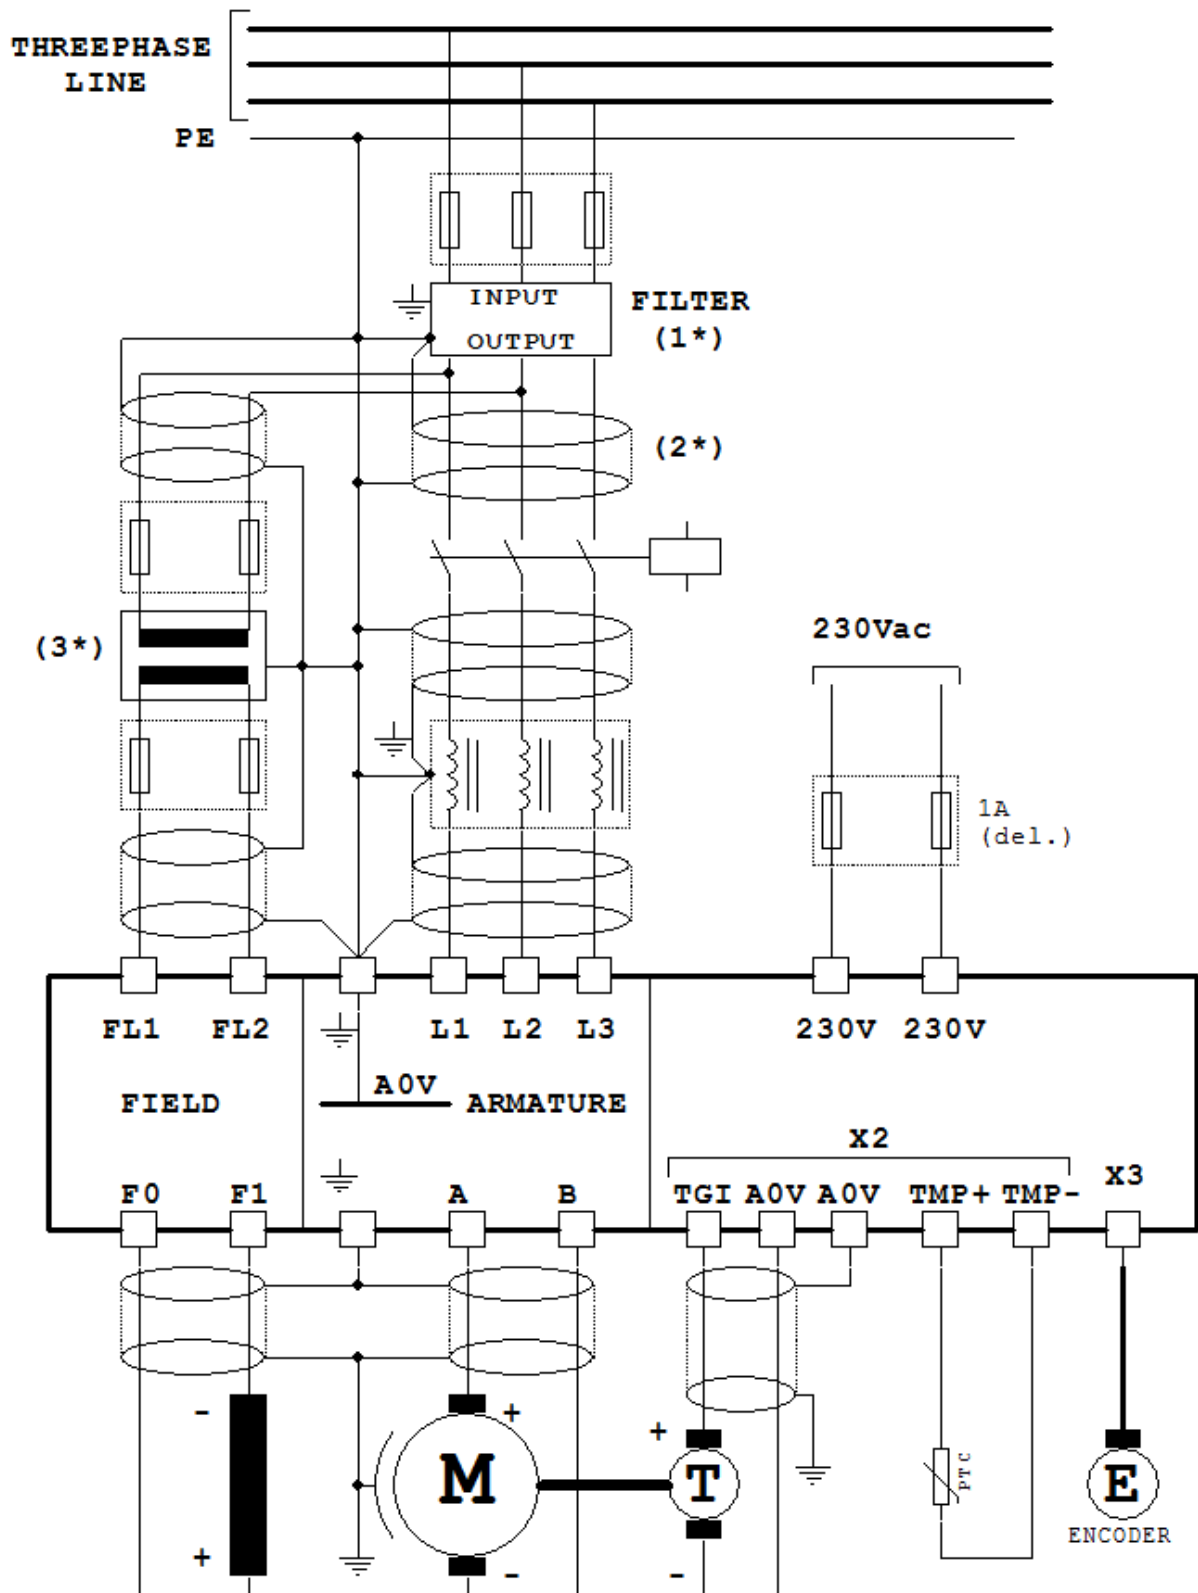 THREEPHASE
LINE
PE
INPUT
OUTPUT
FILTER
(1*)
(2*)
(3*)
230Vac
1A
(del.)
FL1 FL2 L1 L2 L3 230V 230V
FIELD A0V ARMATURE
X2
X3
F0 F1 A B TGI A0V A0V TMP+ TMP-
- + +
M T PTC E
ENCODER
+ - -